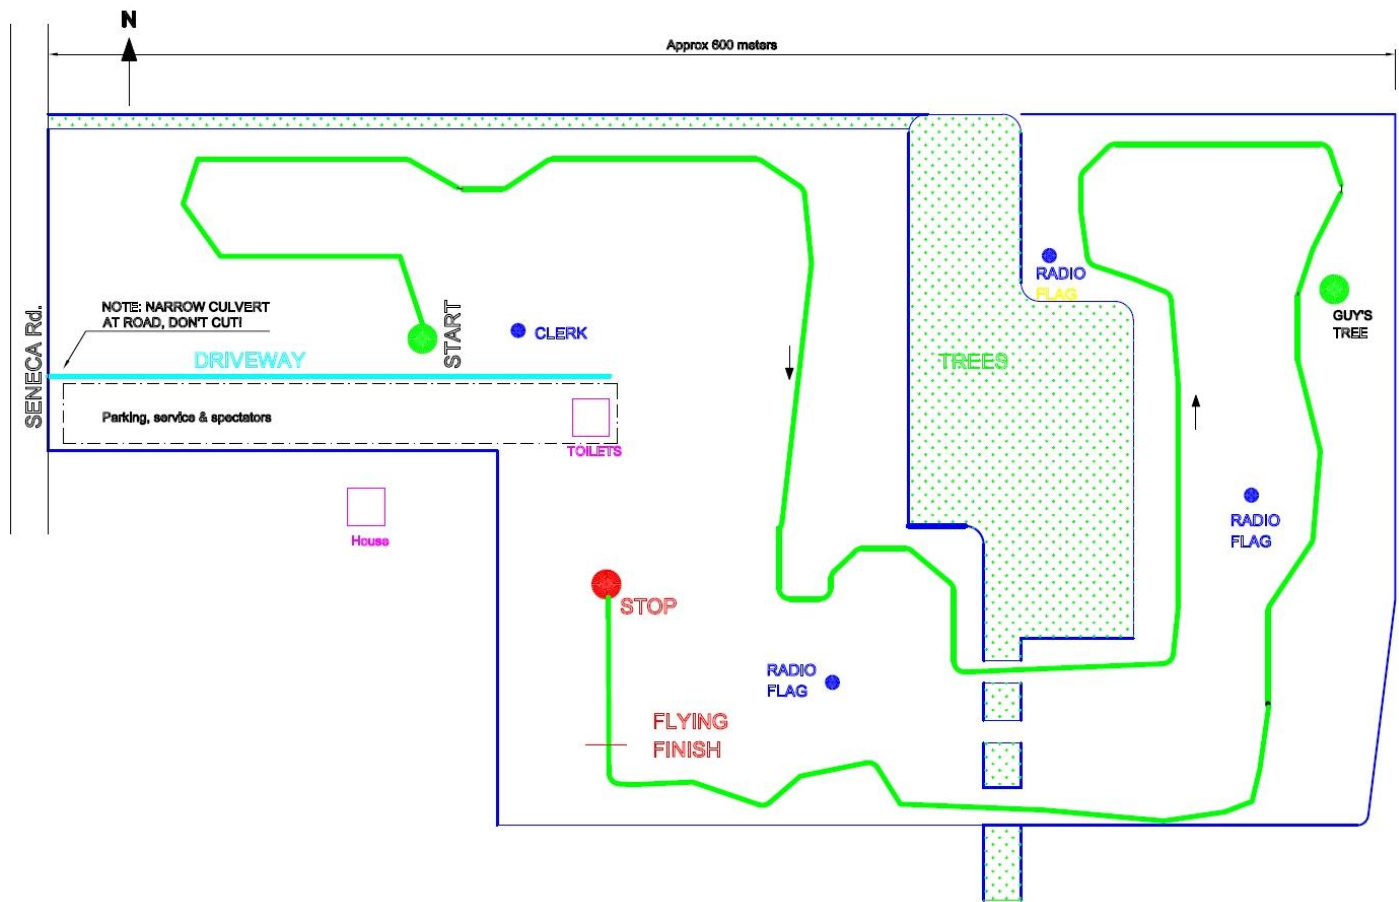 N
Approx 600 meters
RADIO
FLAG
NOTE: NARROW CULVERT
AT ROAD, DON'T CUT!
GUY'S
TREE
SENECA Rd.
START
CLERK
DRIVEWAY
TREES
Parking, service & spectators
TOILETS
RADIO
FLAG
House
STOP
RADIO
FLAG
FLYING
FINISH